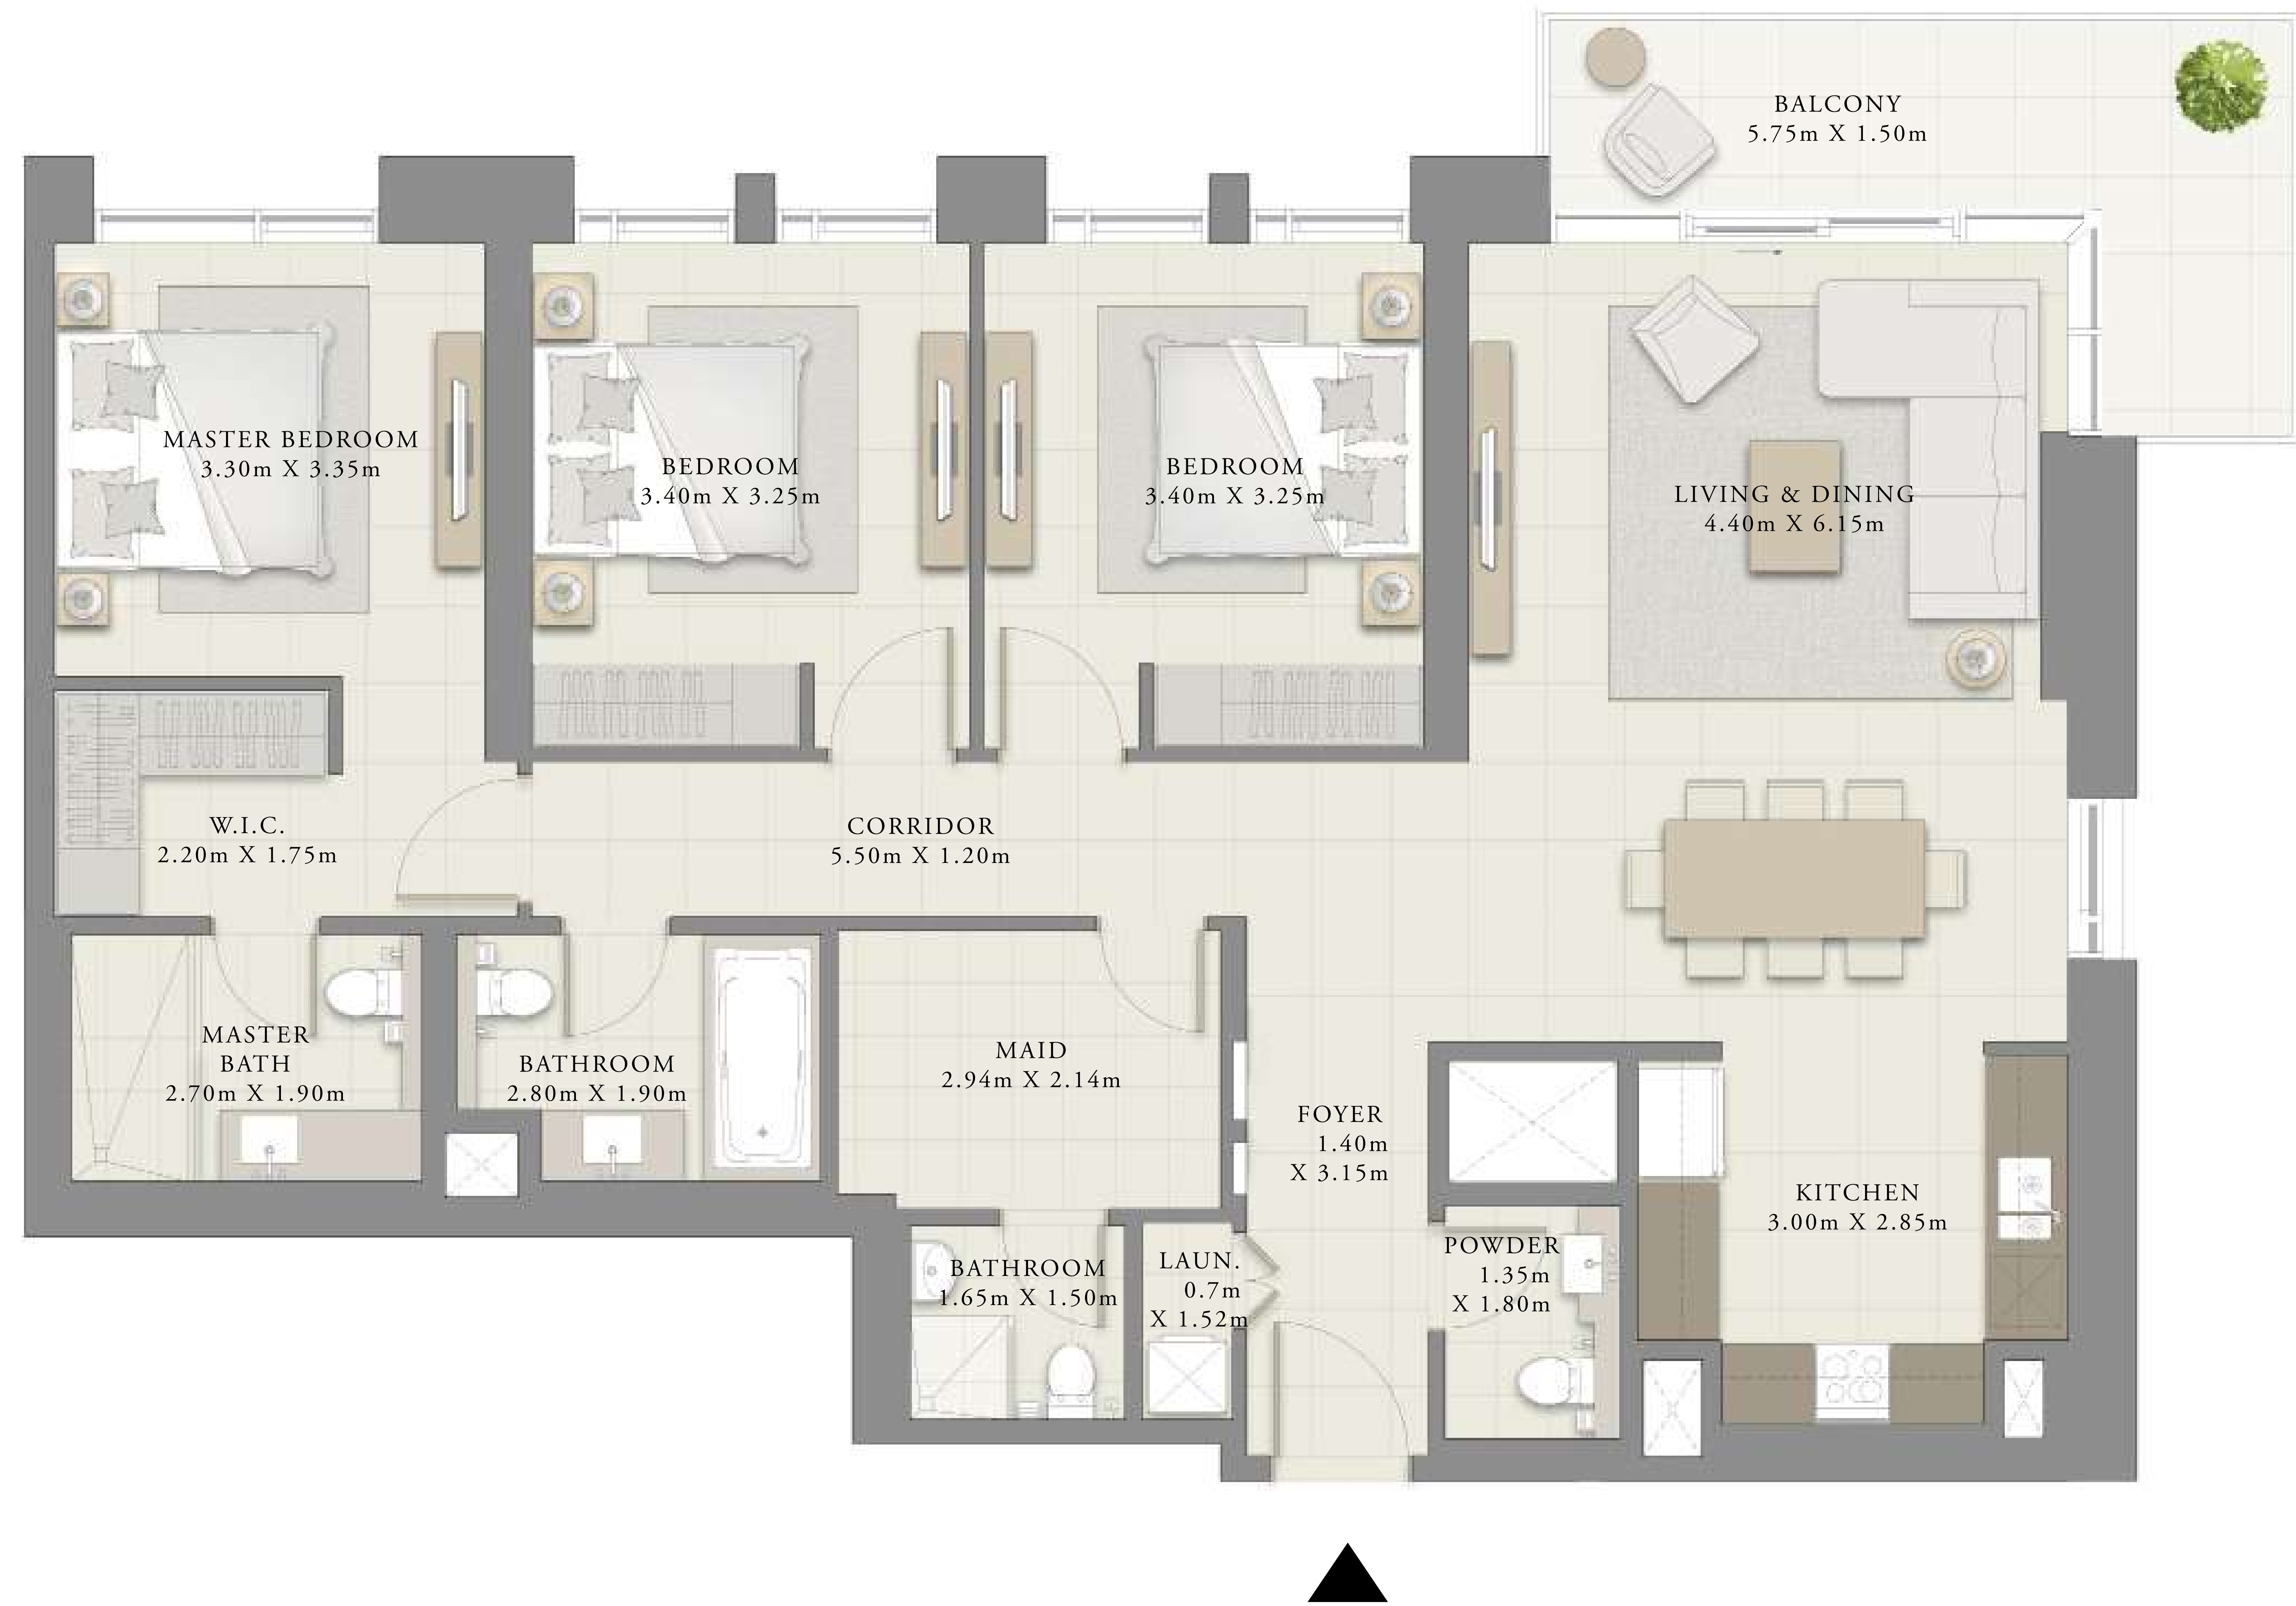 BALCONY
5.75m X 1.50m
MASTER BEDROOM
3.30m X 3.35m
BEDROOM
3.40m X 3.25m
BEDROOM
3.40m X 3.25m
LIVING & DINING
4.40m X 6.15m
W.I.C.
2.20m X 1.75m
CORRIDOR
5.50m X 1.20m
MASTER
BATH
2.70m X 1.90m
BATHROOM
2.80m X 1.90m
MAID
2.94m X 2.14m
FOYER
1.40m
X 3.15m
KITCHEN
3.00m X 2.85m
BATHROOM
1.65m X 1.50m
LAUN.
0.7m
X 1.52m
POWDER
1.35m
X 1.80m